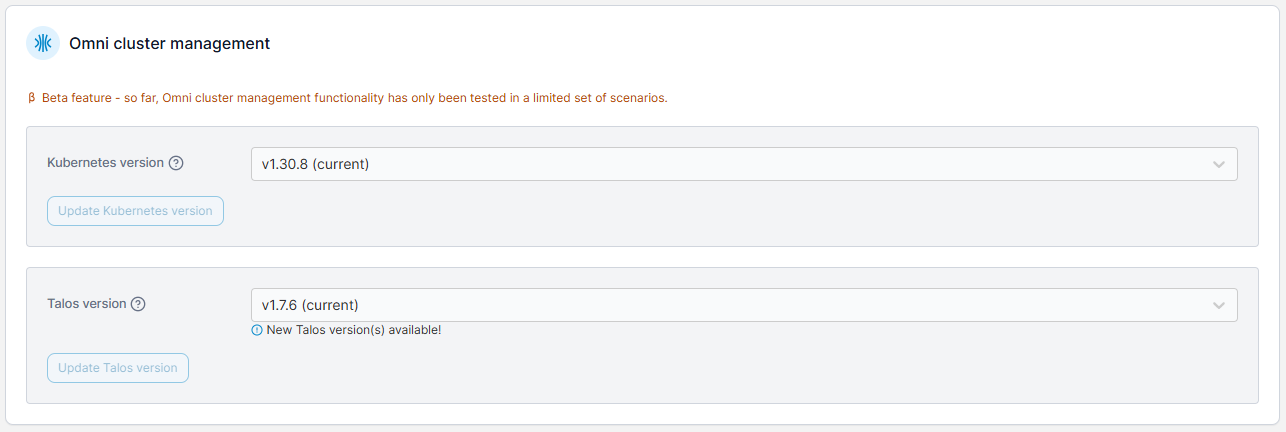 Omni cluster management
β Beta feature - so far, Omni cluster management functionality has only been tested in a limited set of scenarios.
Kubernetes version
v1.30.8 (current)
Update Kubernetes version
Talos version
v1.7.6 (current)
New Talos version(s) available!
Update Talos version